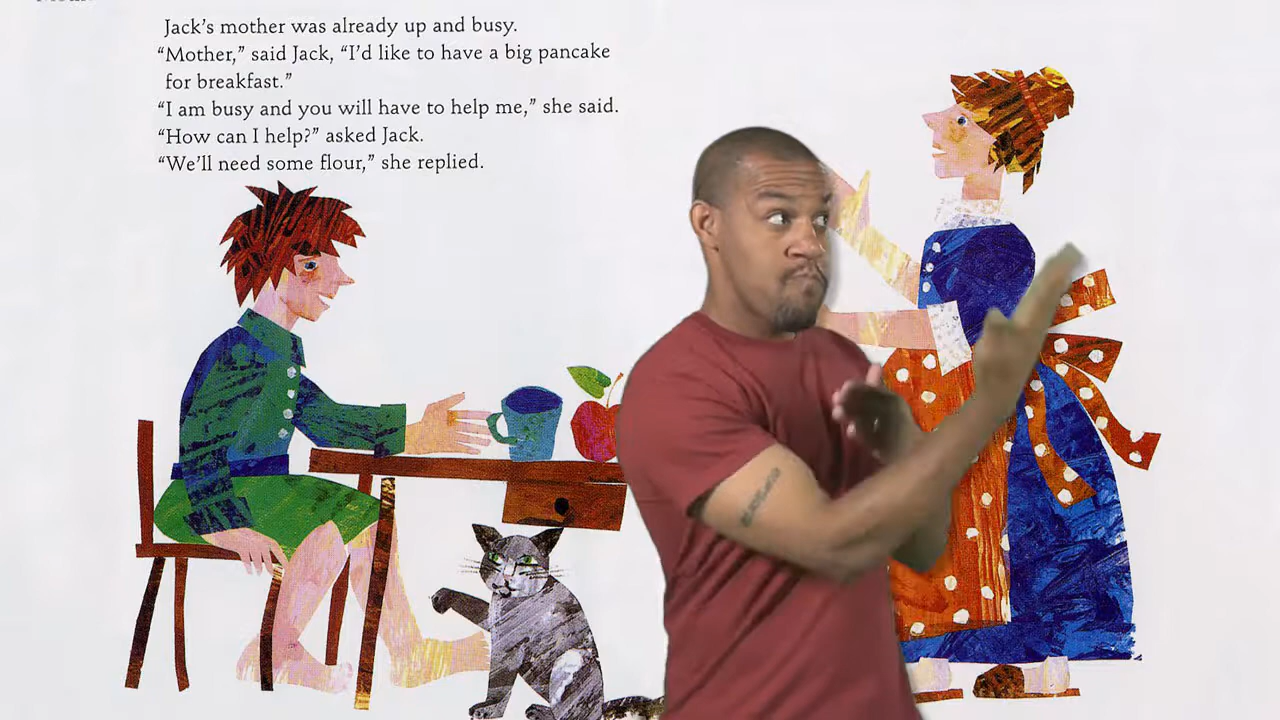 Jack's mother was already up and busy.
“Mother,” said Jack, “I'd like to have a big pancake
for breakfast.”
“I am busy and you will have to help me,” she said.
“How can I help?” asked Jack.
“We'll need some flour,” she replied.